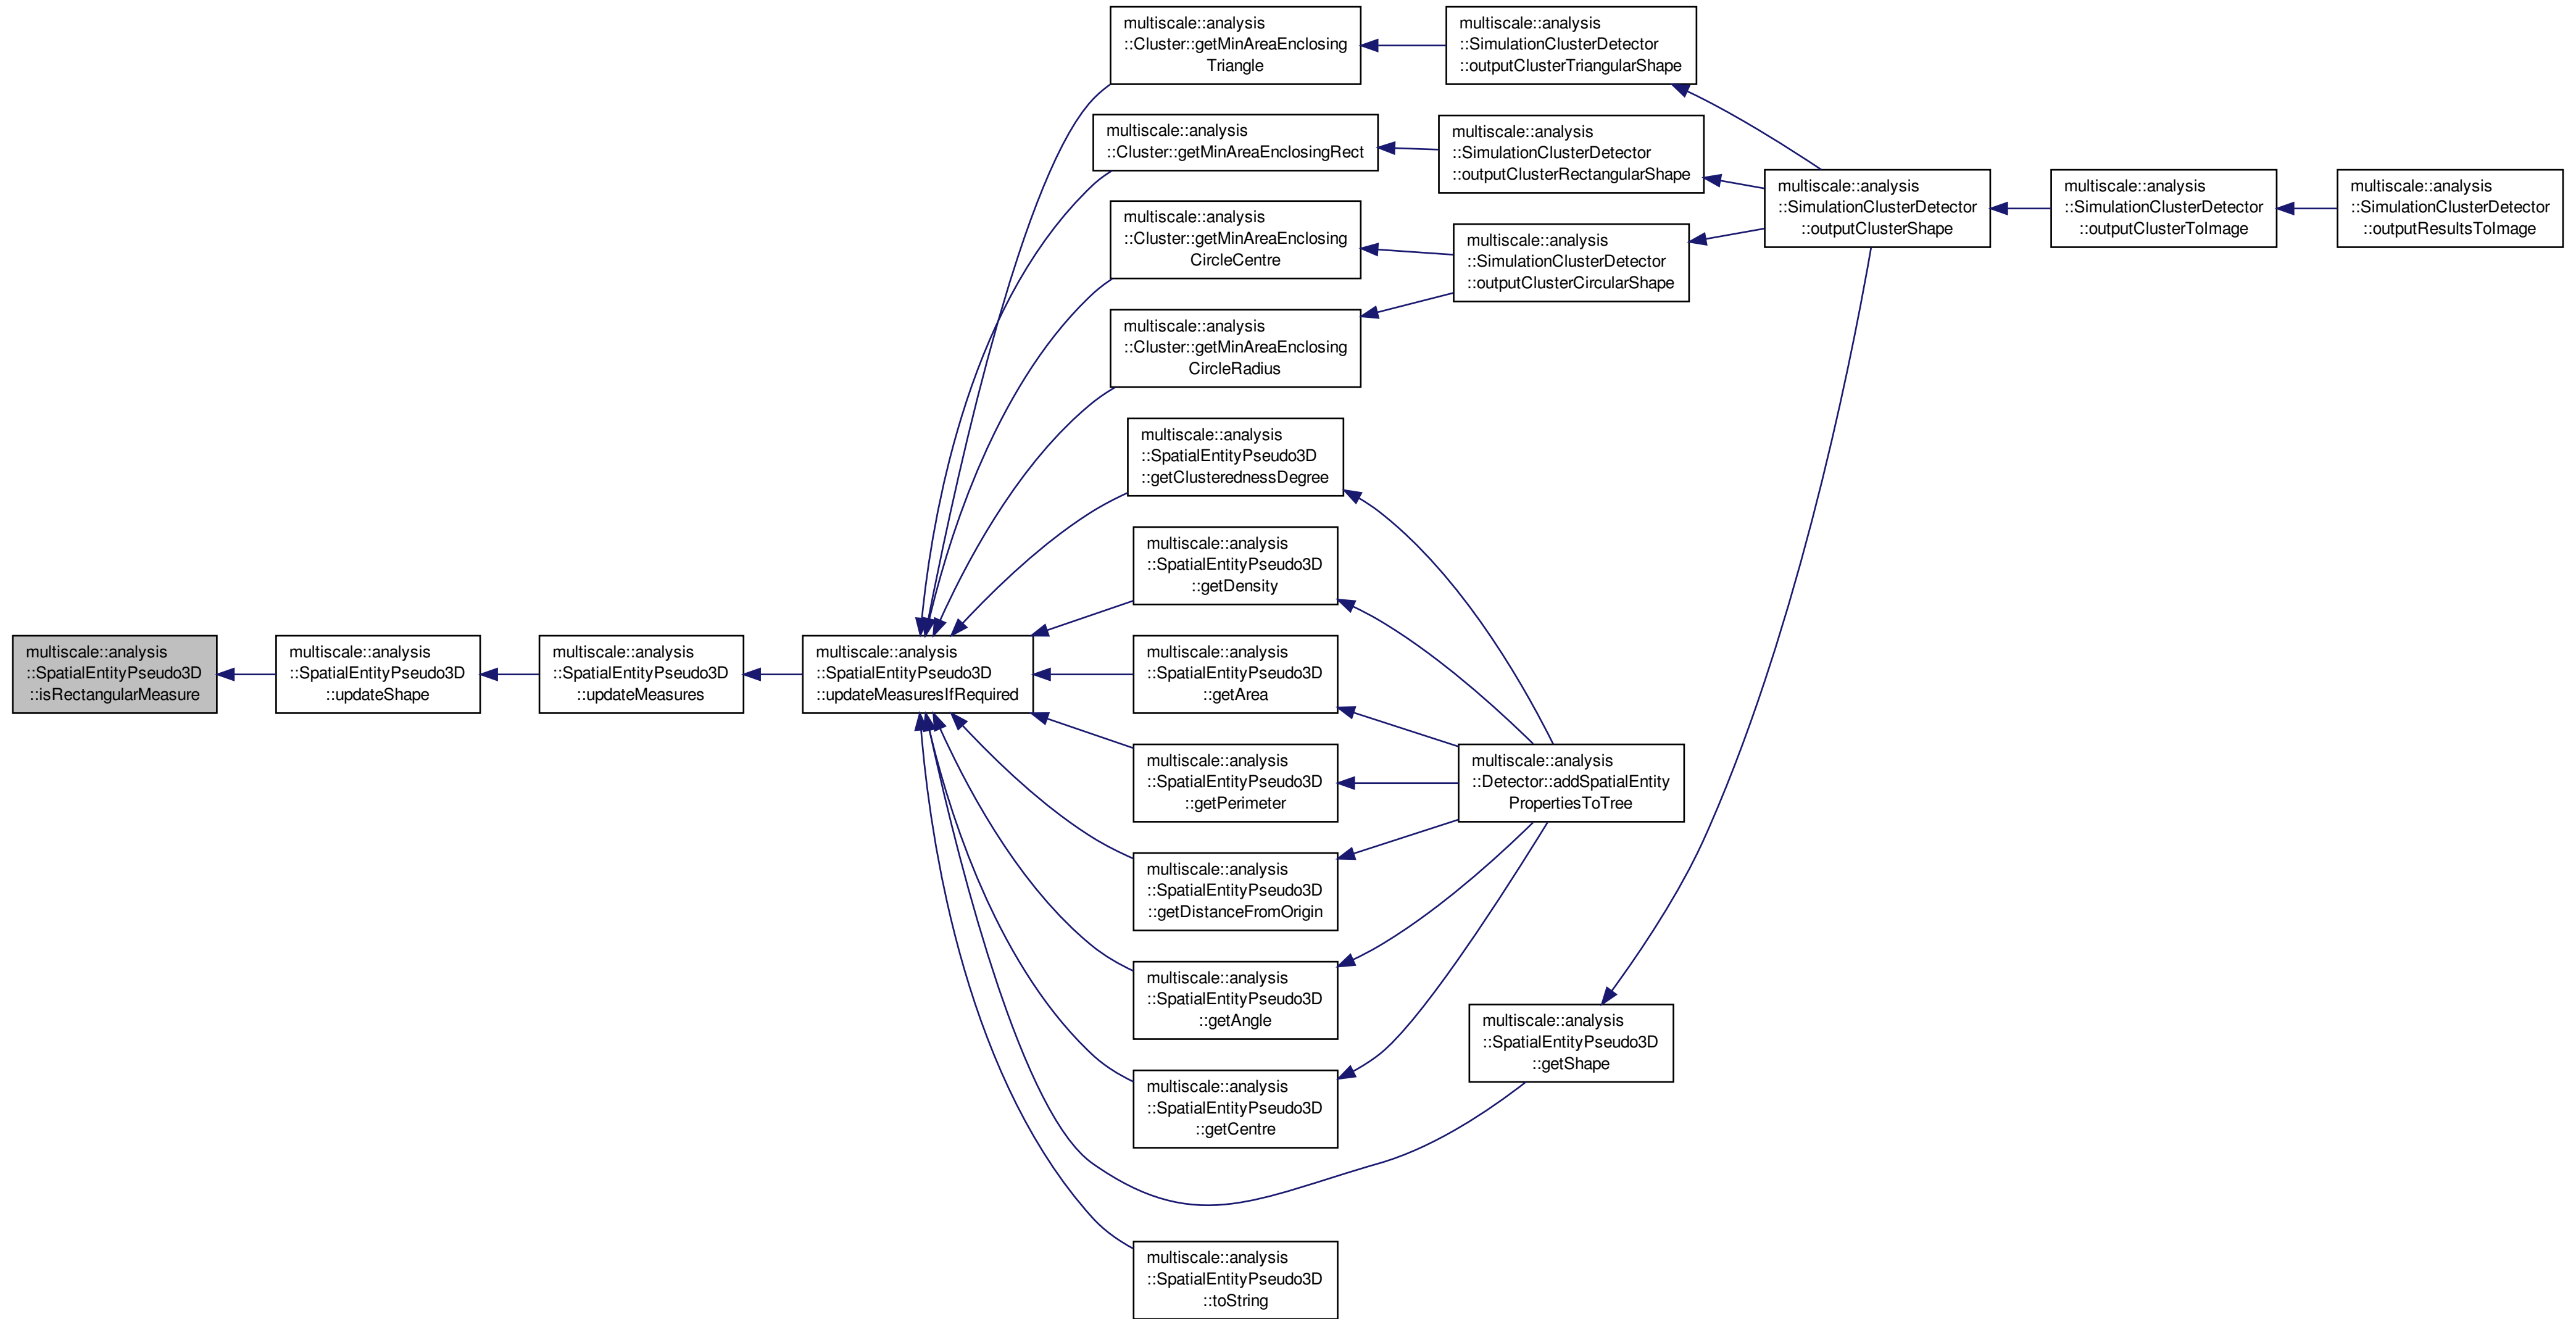 multiscale::analysis
::Cluster::getMinAreaEnclosing
Triangle
multiscale::analysis
::SimulationClusterDetector
::outputClusterTriangularShape
multiscale::analysis
::Cluster::getMinAreaEnclosingRect
multiscale::analysis
::SimulationClusterDetector
::outputClusterRectangularShape
multiscale::analysis
::Cluster::getMinAreaEnclosing
CircleCentre
multiscale::analysis
::SimulationClusterDetector
::outputClusterCircularShape
multiscale::analysis
::SimulationClusterDetector
::outputClusterShape
multiscale::analysis
::SimulationClusterDetector
::outputClusterToImage
multiscale::analysis
::SimulationClusterDetector
::outputResultsToImage
multiscale::analysis
::Cluster::getMinAreaEnclosing
CircleRadius
multiscale::analysis
::SpatialEntityPseudo3D
::getClusterednessDegree
multiscale::analysis
::SpatialEntityPseudo3D
::getDensity
multiscale::analysis
::SpatialEntityPseudo3D
::isRectangularMeasure
multiscale::analysis
::SpatialEntityPseudo3D
::updateShape
multiscale::analysis
::SpatialEntityPseudo3D
::updateMeasures
multiscale::analysis
::SpatialEntityPseudo3D
::updateMeasuresIfRequired
multiscale::analysis
::SpatialEntityPseudo3D
::getArea
multiscale::analysis
::SpatialEntityPseudo3D
::getPerimeter
multiscale::analysis
::Detector::addSpatialEntity
PropertiesToTree
multiscale::analysis
::SpatialEntityPseudo3D
::getDistanceFromOrigin
multiscale::analysis
::SpatialEntityPseudo3D
::getAngle
multiscale::analysis
::SpatialEntityPseudo3D
::getShape
multiscale::analysis
::SpatialEntityPseudo3D
::getCentre
multiscale::analysis
::SpatialEntityPseudo3D
::toString